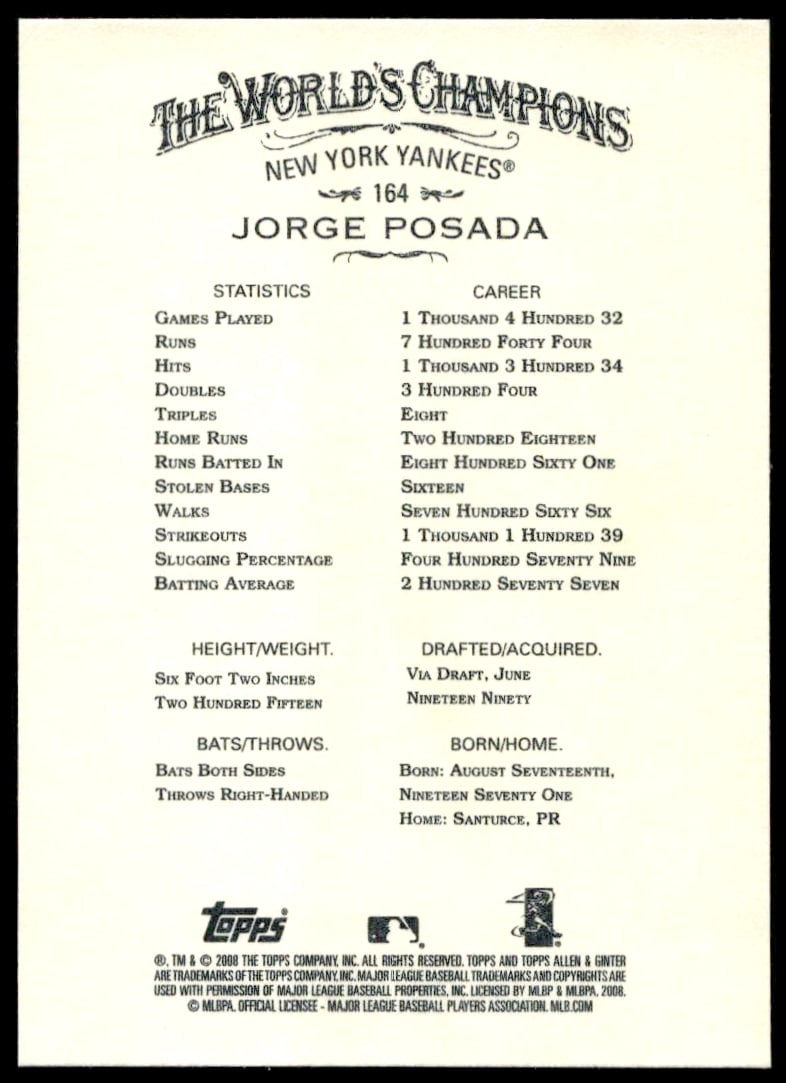 THE WORLD'S CHAMPIONS
NEW YORK YANKEES®
164
JORGE POSADA
STATISTICS CAREER
GAMES PLAYED 1 THOUSAND 4 HUNDRED 32
RUNS 7 HUNDRED FORTY FOUR
HITS 1 THOUSAND 3 HUNDRED 34
DOUBLES 3 HUNDRED FOUR
TRIPLES EIGHT
HOME RUNS TWO HUNDRED EIGHTEEN
RUNS BATTED IN EIGHT HUNDRED SIXTY ONE
STOLEN BASES SIXTEEN
WALKS SEVEN HUNDRED SIXTY SIX
STRIKEOUTS 1 THOUSAND 1 HUNDRED 39
SLUGGING PERCENTAGE FOUR HUNDRED SEVENTY NINE
BATTING AVERAGE 2 HUNDRED SEVENTY SEVEN
HEIGHT/WEIGHT. DRAFTED/ACQUIRED.
SIX FOOT TWO INCHES VIA DRAFT, JUNE
TWO HUNDRED FIFTEEN NINETEEN NINETY
BATS/THROWS. BORN/HOME.
BATS BOTH SIDES BORN: AUGUST SEVENTEENTH,
THROWS RIGHT-HANDED NINETEEN SEVENTY ONE
HOME: SANTURCE, PR
TOPPS®
®, TM & © 2008 THE TOPPS COMPANY, INC. ALL RIGHTS RESERVED. TOPPS AND TOPPS ALLEN & GINTER
ARE TRADEMARKS OF THE TOPPS COMPANY, INC. MAJOR LEAGUE BASEBALL TRADEMARKS AND COPYRIGHTS ARE
USED WITH PERMISSION OF MAJOR LEAGUE BASEBALL PROPERTIES, INC. LICENSED BY MLBP & MLBPA, 2008.
© MLBPA. OFFICIAL LICENSEE - MAJOR LEAGUE BASEBALL PLAYERS ASSOCIATION. MLB.COM